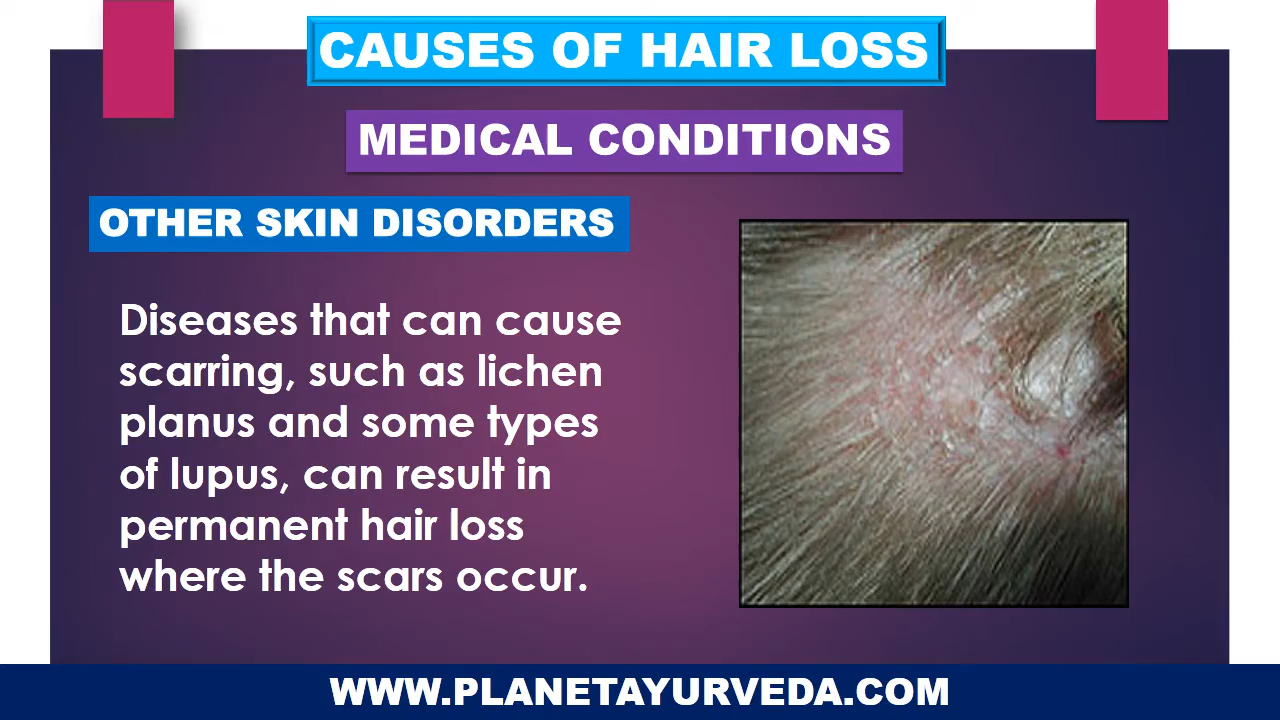 CAUSES OF HAIR LOSS
MEDICAL CONDITIONS
OTHER SKIN DISORDERS
Diseases that can cause
scarring, such as lichen
planus and some types
of lupus, can result in
permanent hair loss
where the scars occur.
WWW.PLANETAYURVEDA.COM